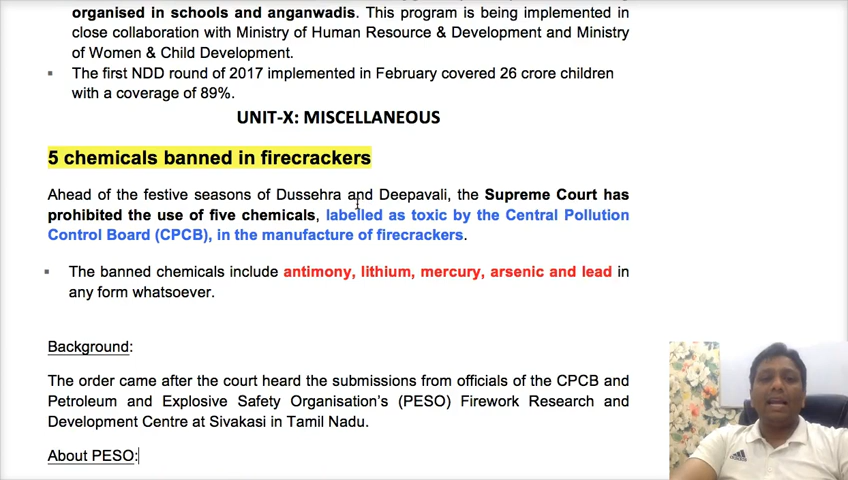 organised in schools and anganwadis. This program is being implemented in
close collaboration with Ministry of Human Resource & Development and Ministry
of Women & Child Development.
▪ The first NDD round of 2017 implemented in February covered 26 crore children
with a coverage of 89%.
UNIT-X: MISCELLANEOUS
5 chemicals banned in firecrackers
Ahead of the festive seasons of Dussehra and Deepavali, the Supreme Court has
prohibited the use of five chemicals, labelled as toxic by the Central Pollution
Control Board (CPCB), in the manufacture of firecrackers.
▪ The banned chemicals include antimony, lithium, mercury, arsenic and lead in
any form whatsoever.
Background:
The order came after the court heard the submissions from officials of the CPCB and
Petroleum and Explosive Safety Organisation's (PESO) Firework Research and
Development Centre at Sivakasi in Tamil Nadu.
About PESO: